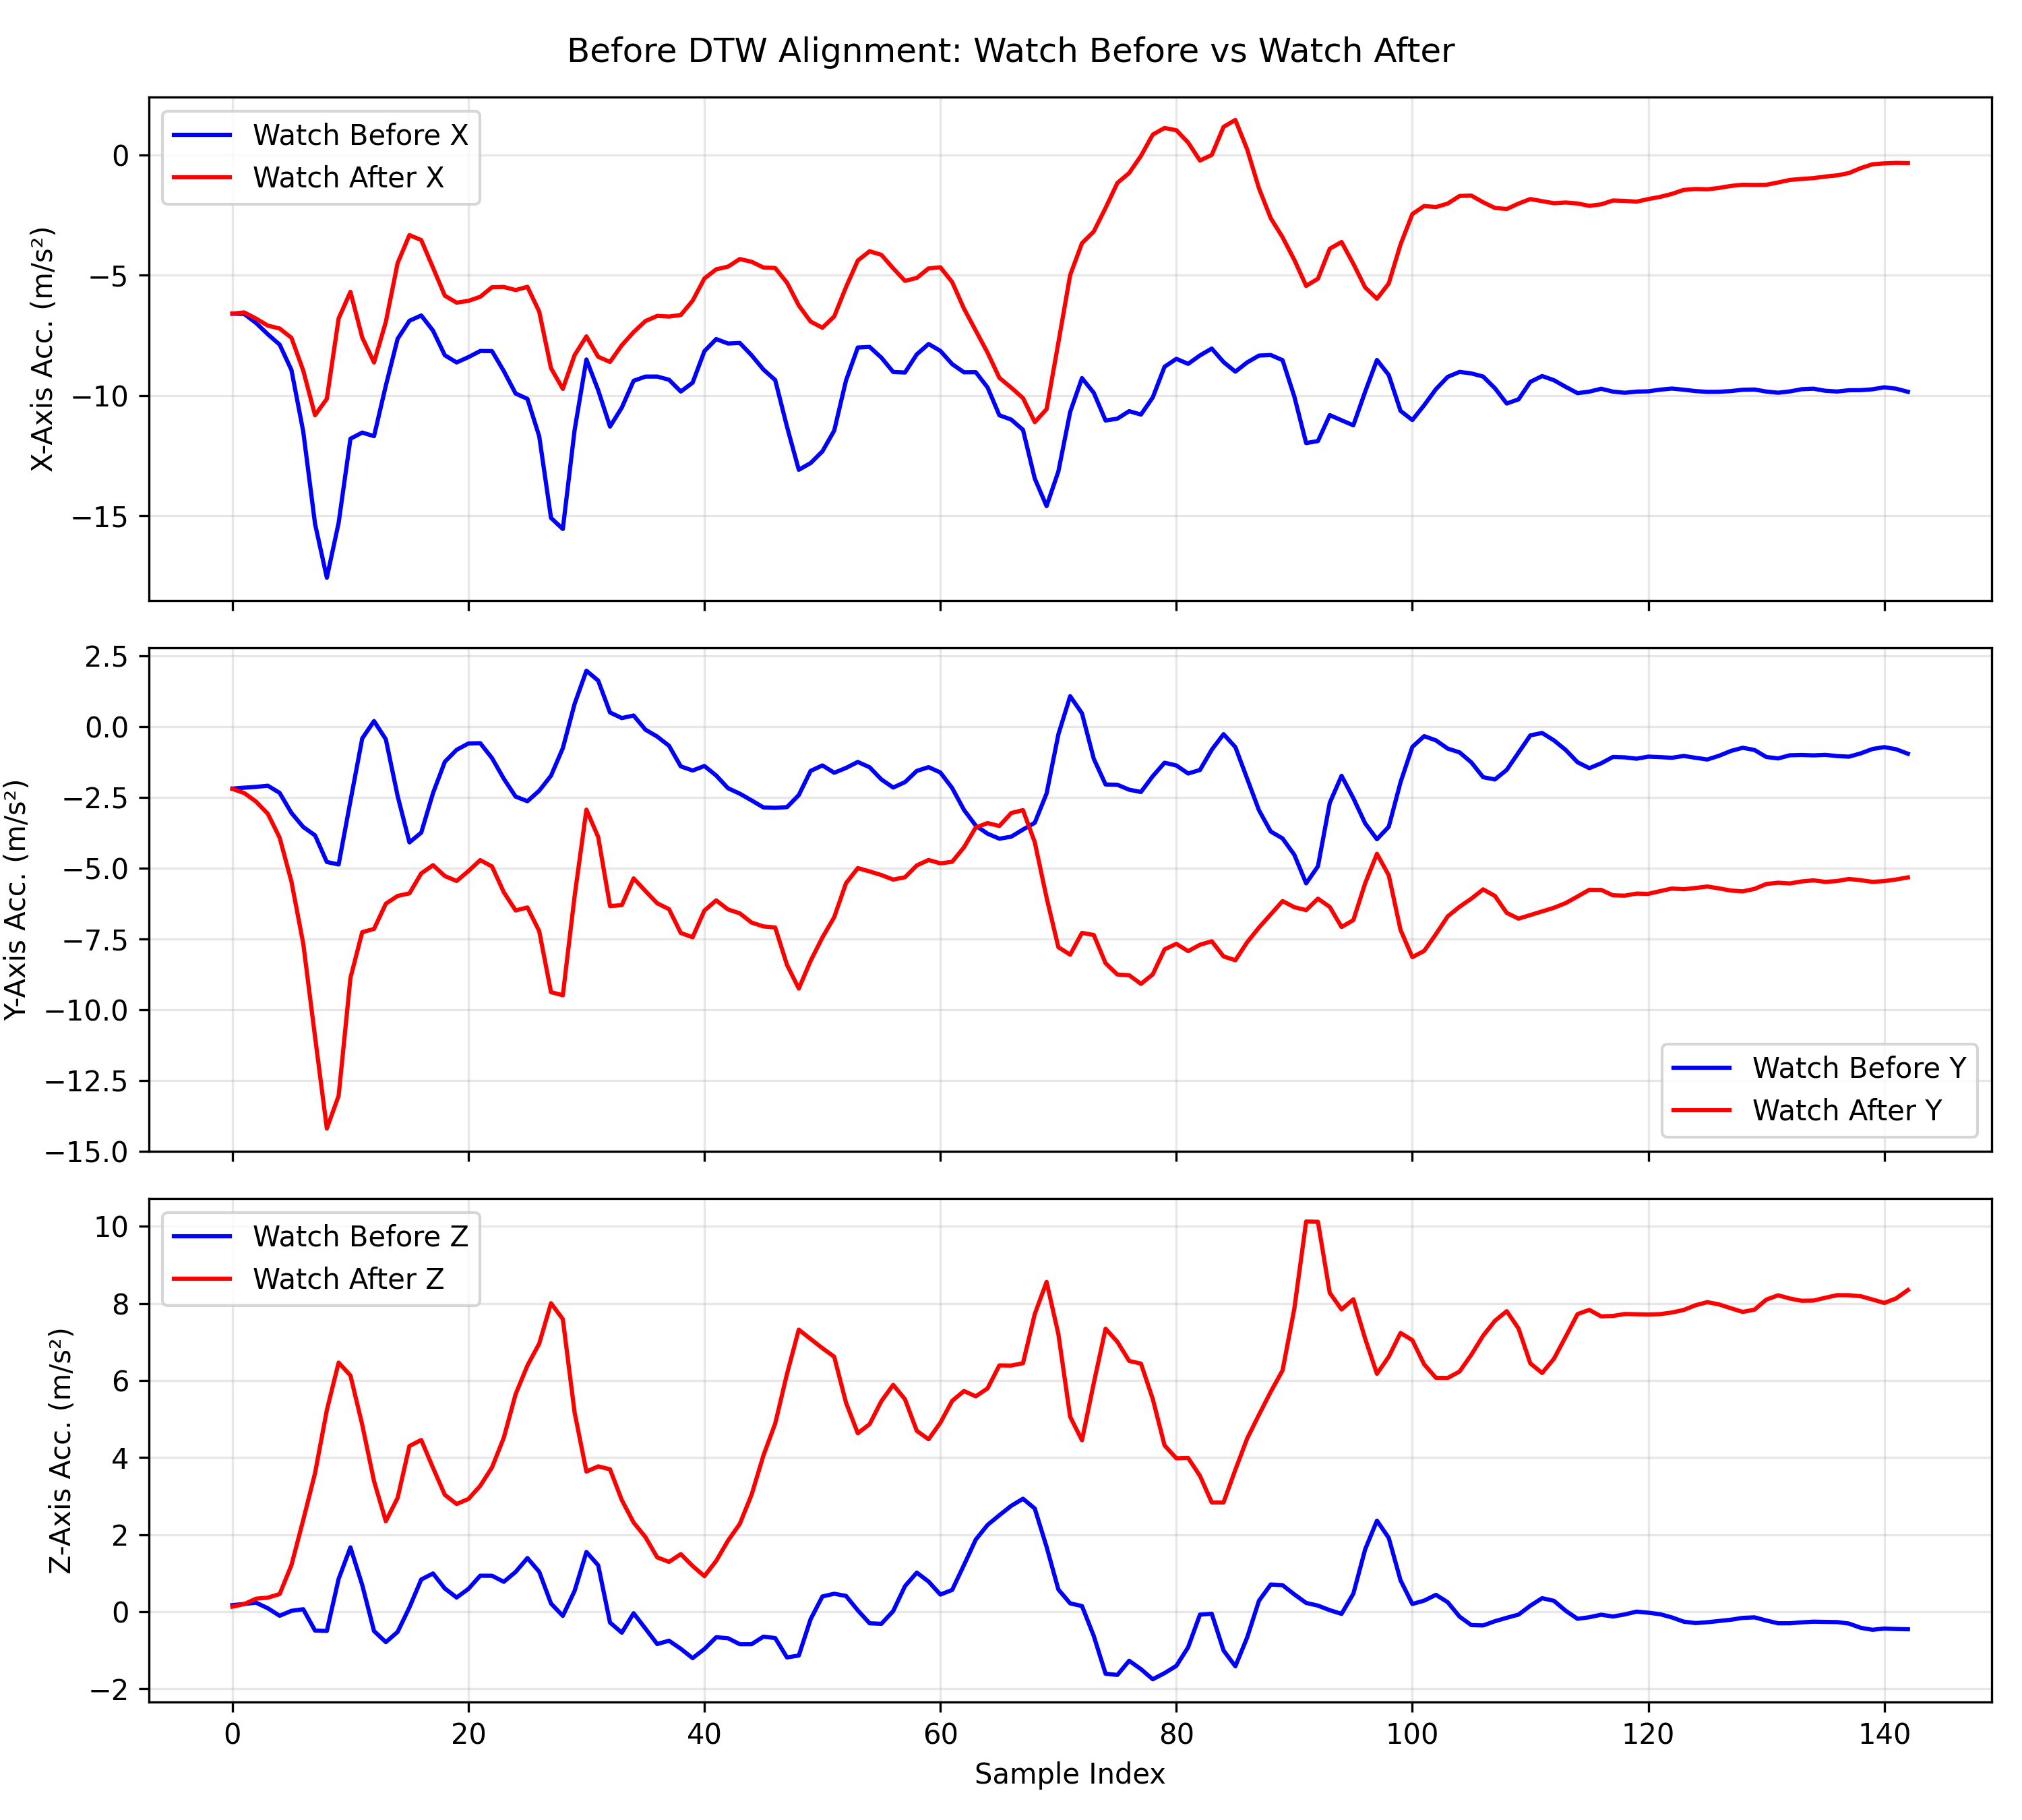 Before DTW Alignment: Watch Before vs Watch After
Watch Before X
Watch After X
X-Axis Acc. (m/s²)
0
−5
−10
−15
Watch Before Y
Watch After Y
Y-Axis Acc. (m/s²)
2.5
0.0
−2.5
−5.0
−7.5
−10.0
−12.5
−15.0
Watch Before Z
Watch After Z
Z-Axis Acc. (m/s²)
10
8
6
4
2
0
−2
0 20 40 60 80 100 120 140
Sample Index